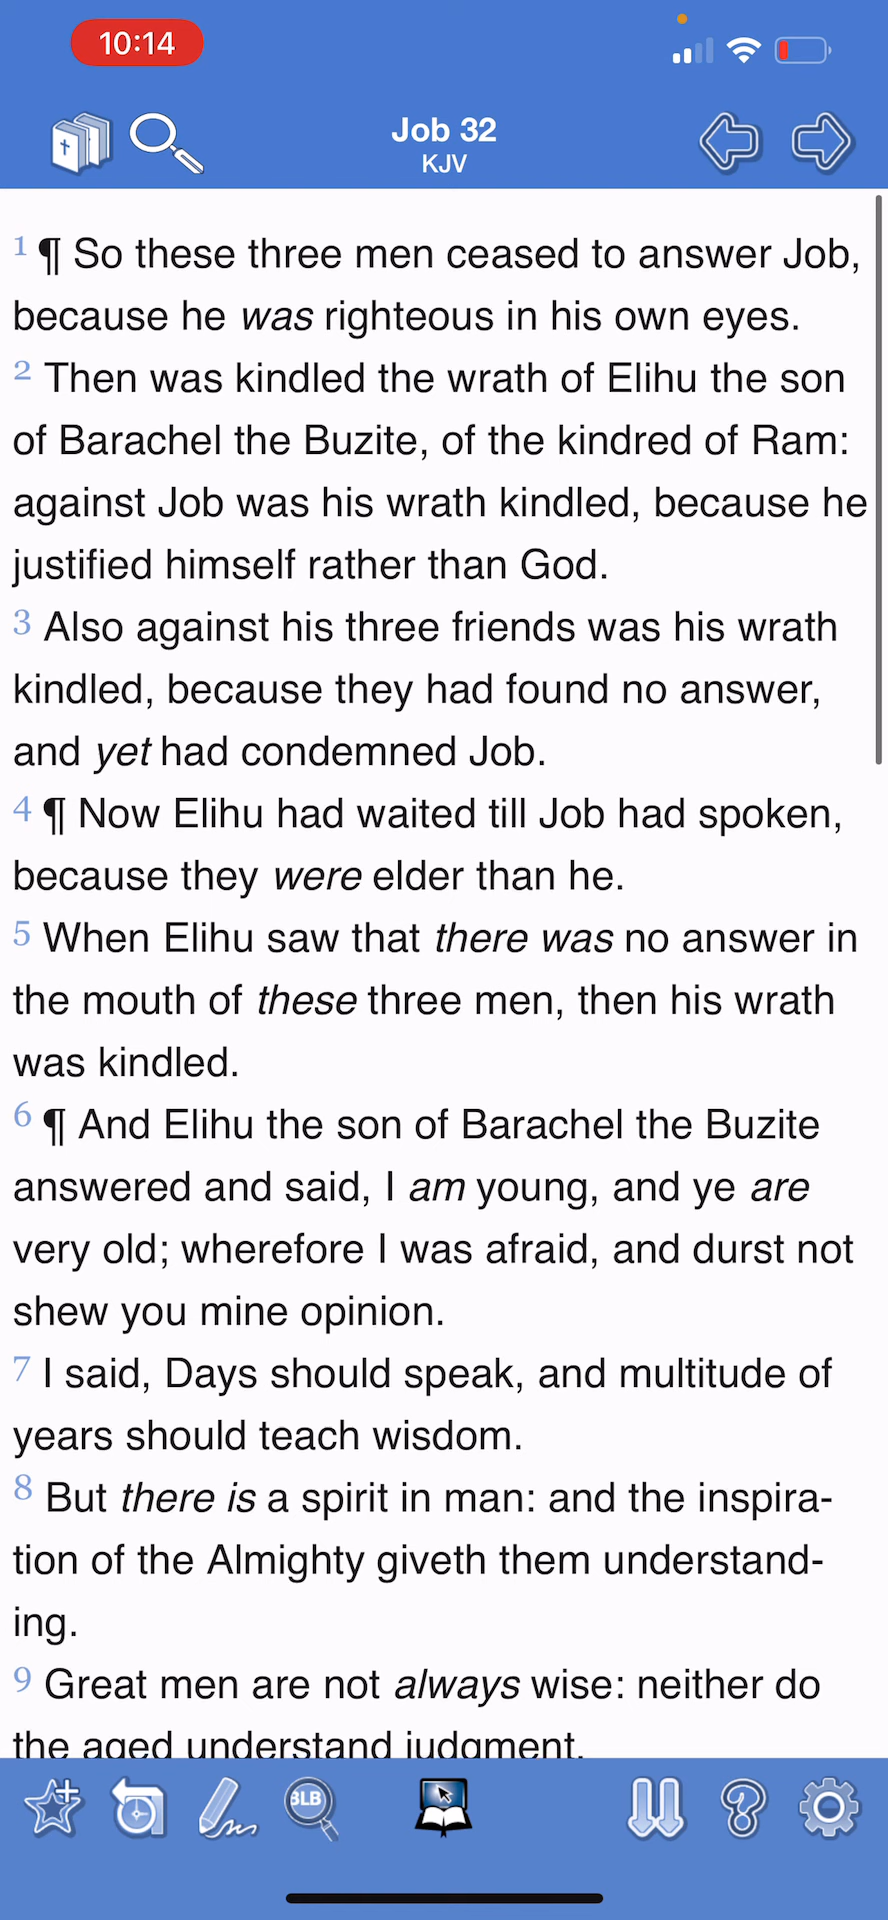 10:14
Job 32
KJV
1 ¶ So these three men ceased to answer Job,
because he was righteous in his own eyes.
2 Then was kindled the wrath of Elihu the son
of Barachel the Buzite, of the kindred of Ram:
against Job was his wrath kindled, because he
justified himself rather than God.
3 Also against his three friends was his wrath
kindled, because they had found no answer,
and yet had condemned Job.
4 ¶ Now Elihu had waited till Job had spoken,
because they were elder than he.
5 When Elihu saw that there was no answer in
the mouth of these three men, then his wrath
was kindled.
6 ¶ And Elihu the son of Barachel the Buzite
answered and said, I am young, and ye are
very old; wherefore I was afraid, and durst not
shew you mine opinion.
7 I said, Days should speak, and multitude of
years should teach wisdom.
8 But there is a spirit in man: and the inspira-
tion of the Almighty giveth them understand-
ing.
9 Great men are not always wise: neither do
the aged understand judgment.
BLB